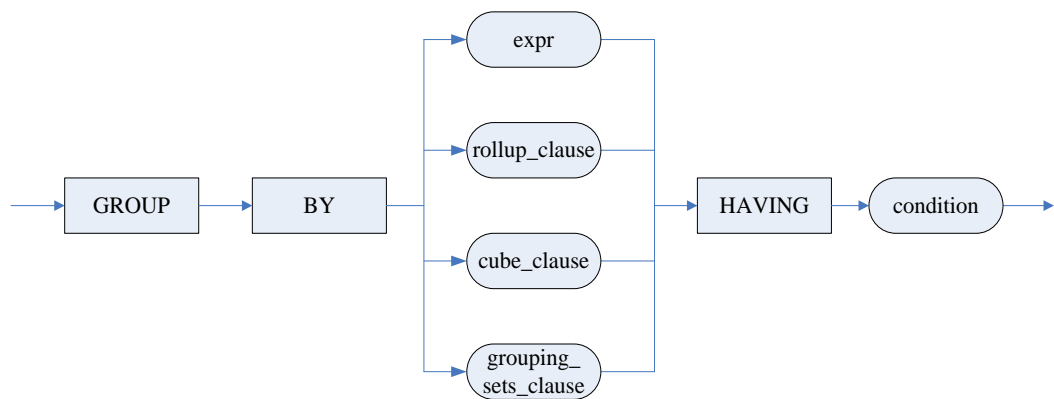 expr
rollup_clause
GROUP
BY
HAVING
condition
cube_clause
grouping_
sets_clause